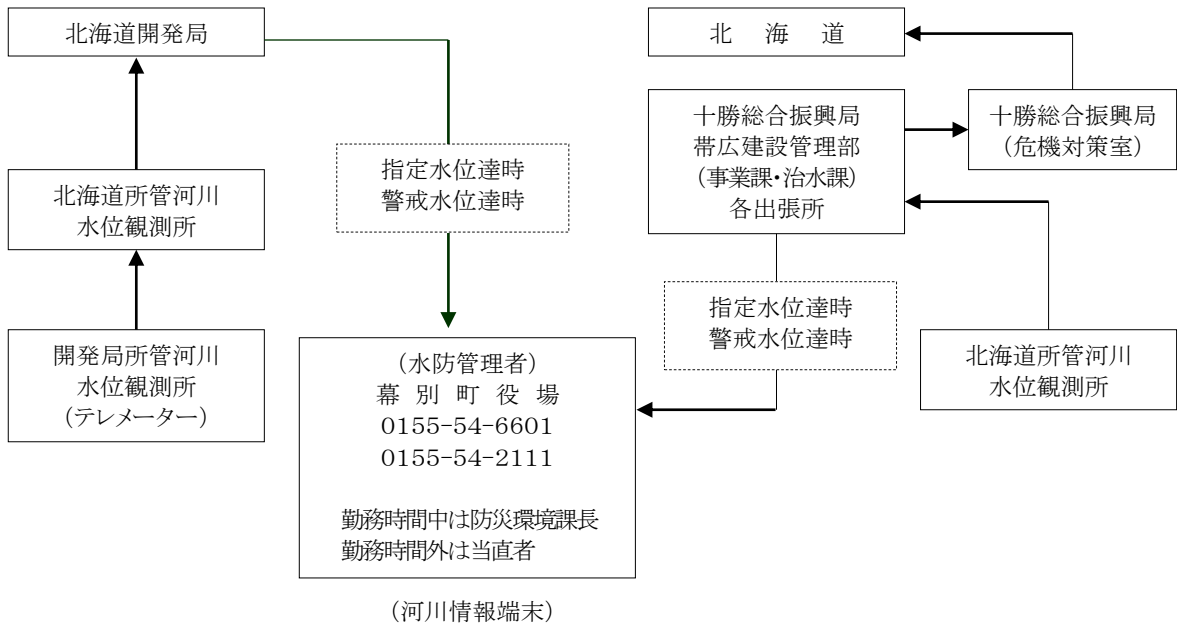 北海道開発局
北海道所管河川
水位観測所
開発局所管河川
水位観測所
(テレメーター)
指定水位達時
警戒水位達時
(水防管理者)
幕別町役場
0155-54-6601
0155-54-2111
勤務時間中は防災環境課長
勤務時間外は当直者
(河川情報端末)
北海道
十勝総合振興局
帯広建設管理部
(事業課・治水課)
各出張所
十勝総合振興局
(危機対策室)
指定水位達時
警戒水位達時
北海道所管河川
水位観測所